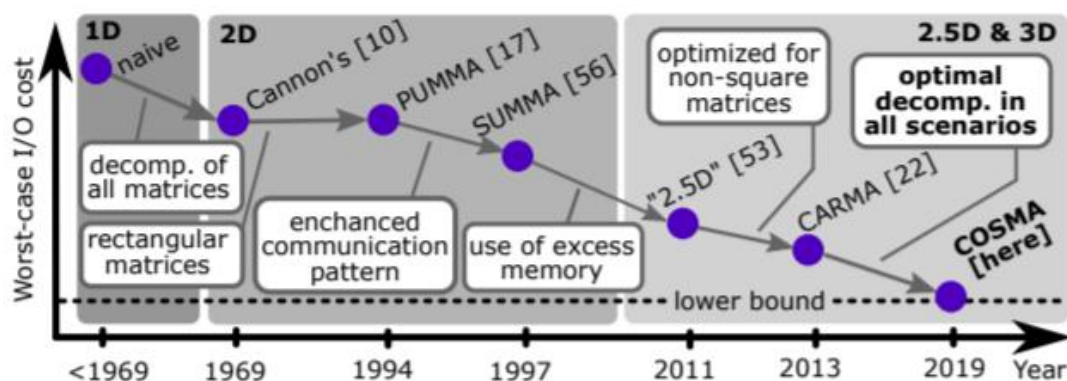 1D
2D
2.5D & 3D
naive
Cannon's [10]
PUMMA [17]
SUMMA [56]
"2.5D" [53]
CARMA [22]
COSMA
[here]
optimized for
non-square
matrices
optimal
decomp. in
all scenarios
decomp. of
all matrices
rectangular
matrices
enchanced
communication
pattern
use of excess
memory
lower bound
Worst-case I/O cost
<1969
1969
1994
1997
2011
2013
2019
Year